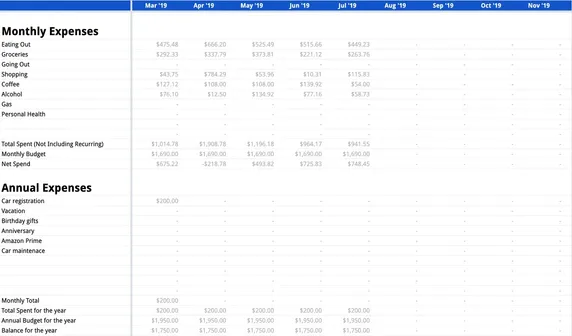 Mar '19 Apr '19 May '19 Jun '19 Jul '19 Aug '19 Sep '19 Oct '19 Nov '19
Monthly Expenses
Eating Out $475.48 $666.20 $525.49 $515.66 $449.23 - - - -
Groceries $292.33 $337.79 $373.81 $221.12 $263.76 - - - -
Going Out - - - - - - - - -
Shopping $43.75 $784.29 $53.96 $10.31 $115.83 - - - -
Coffee $127.12 $108.00 $108.00 $139.92 $54.00 - - - -
Alcohol $76.10 $12.50 $134.92 $77.16 $58.73 - - - -
Gas - - - - - - - - -
Personal Health - - - - - - - - -
- - - - - - - - -
- - - - - - - - -
Total Spent (Not Including Recurring) $1,014.78 $1,908.78 $1,196.18 $964.17 $941.55 - - - -
Monthly Budget $1,690.00 $1,690.00 $1,690.00 $1,690.00 $1,690.00 - - - -
Net Spend $675.22 -$218.78 $493.82 $725.83 $748.45 - - - -
Annual Expenses
Car registration $200.00 - - - - - - - -
Vacation - - - - - - - - -
Birthday gifts - - - - - - - - -
Anniversary - - - - - - - - -
Amazon Prime - - - - - - - - -
Car maintenace - - - - - - - - -
- - - - - - - - -
- - - - - - - - -
- - - - - - - - -
- - - - - - - - -
Monthly Total $200.00 - - - - - - - -
Total Spent for the year $200.00 $200.00 $200.00 $200.00 $200.00 - - - -
Annual Budget for the year $1,950.00 $1,950.00 $1,950.00 $1,950.00 $1,950.00 - - - -
Balance for the year $1,750.00 $1,750.00 $1,750.00 $1,750.00 $1,750.00 - - - -